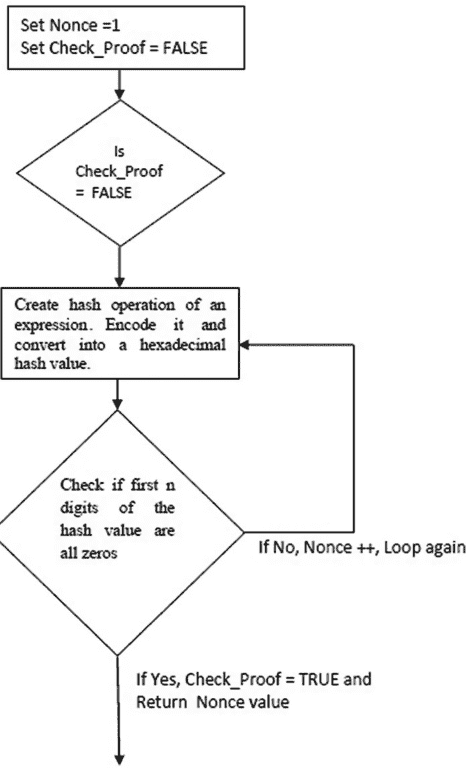 Set Nonce =1
Set Check_Proof = FALSE
Is
Check_Proof
= FALSE
Create hash operation of an
expression. Encode it and
convert into a hexadecimal
hash value.
Check if first n
digits of the
hash value are
all zeros
If No, Nonce ++, Loop again
If Yes, Check_Proof = TRUE and
Return Nonce value